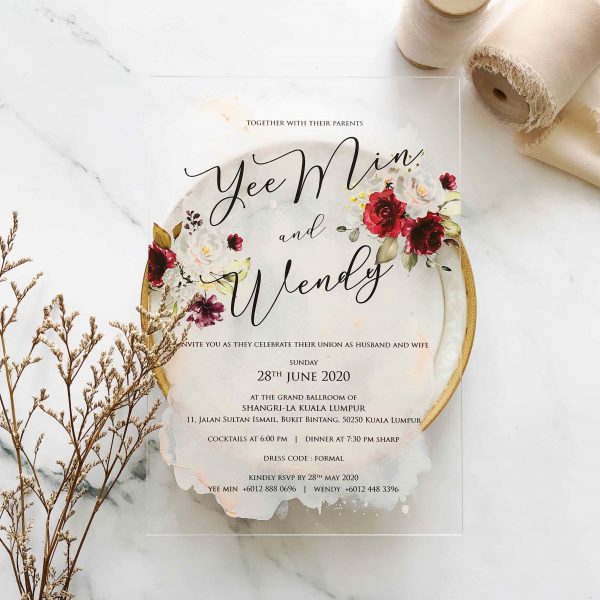 TOGETHER WITH THEIR PARENTS
Yee Min
and
Wendy
INVITE YOU AS THEY CELEBRATE THEIR UNION AS HUSBAND AND WIFE
SUNDAY
28TH JUNE 2020
AT THE GRAND BALLROOM OF
SHANGRI-LA KUALA LUMPUR
11, JALAN SULTAN ISMAIL, BUKIT BINTANG, 50250 KUALA LUMPUR
COCKTAILS AT 6:00 PM | DINNER AT 7:30 PM SHARP
DRESS CODE : FORMAL
KINDLY RSVP BY 28TH MAY 2020
YEE MIN +6012 888 0696 | WENDY +6012 448 3396